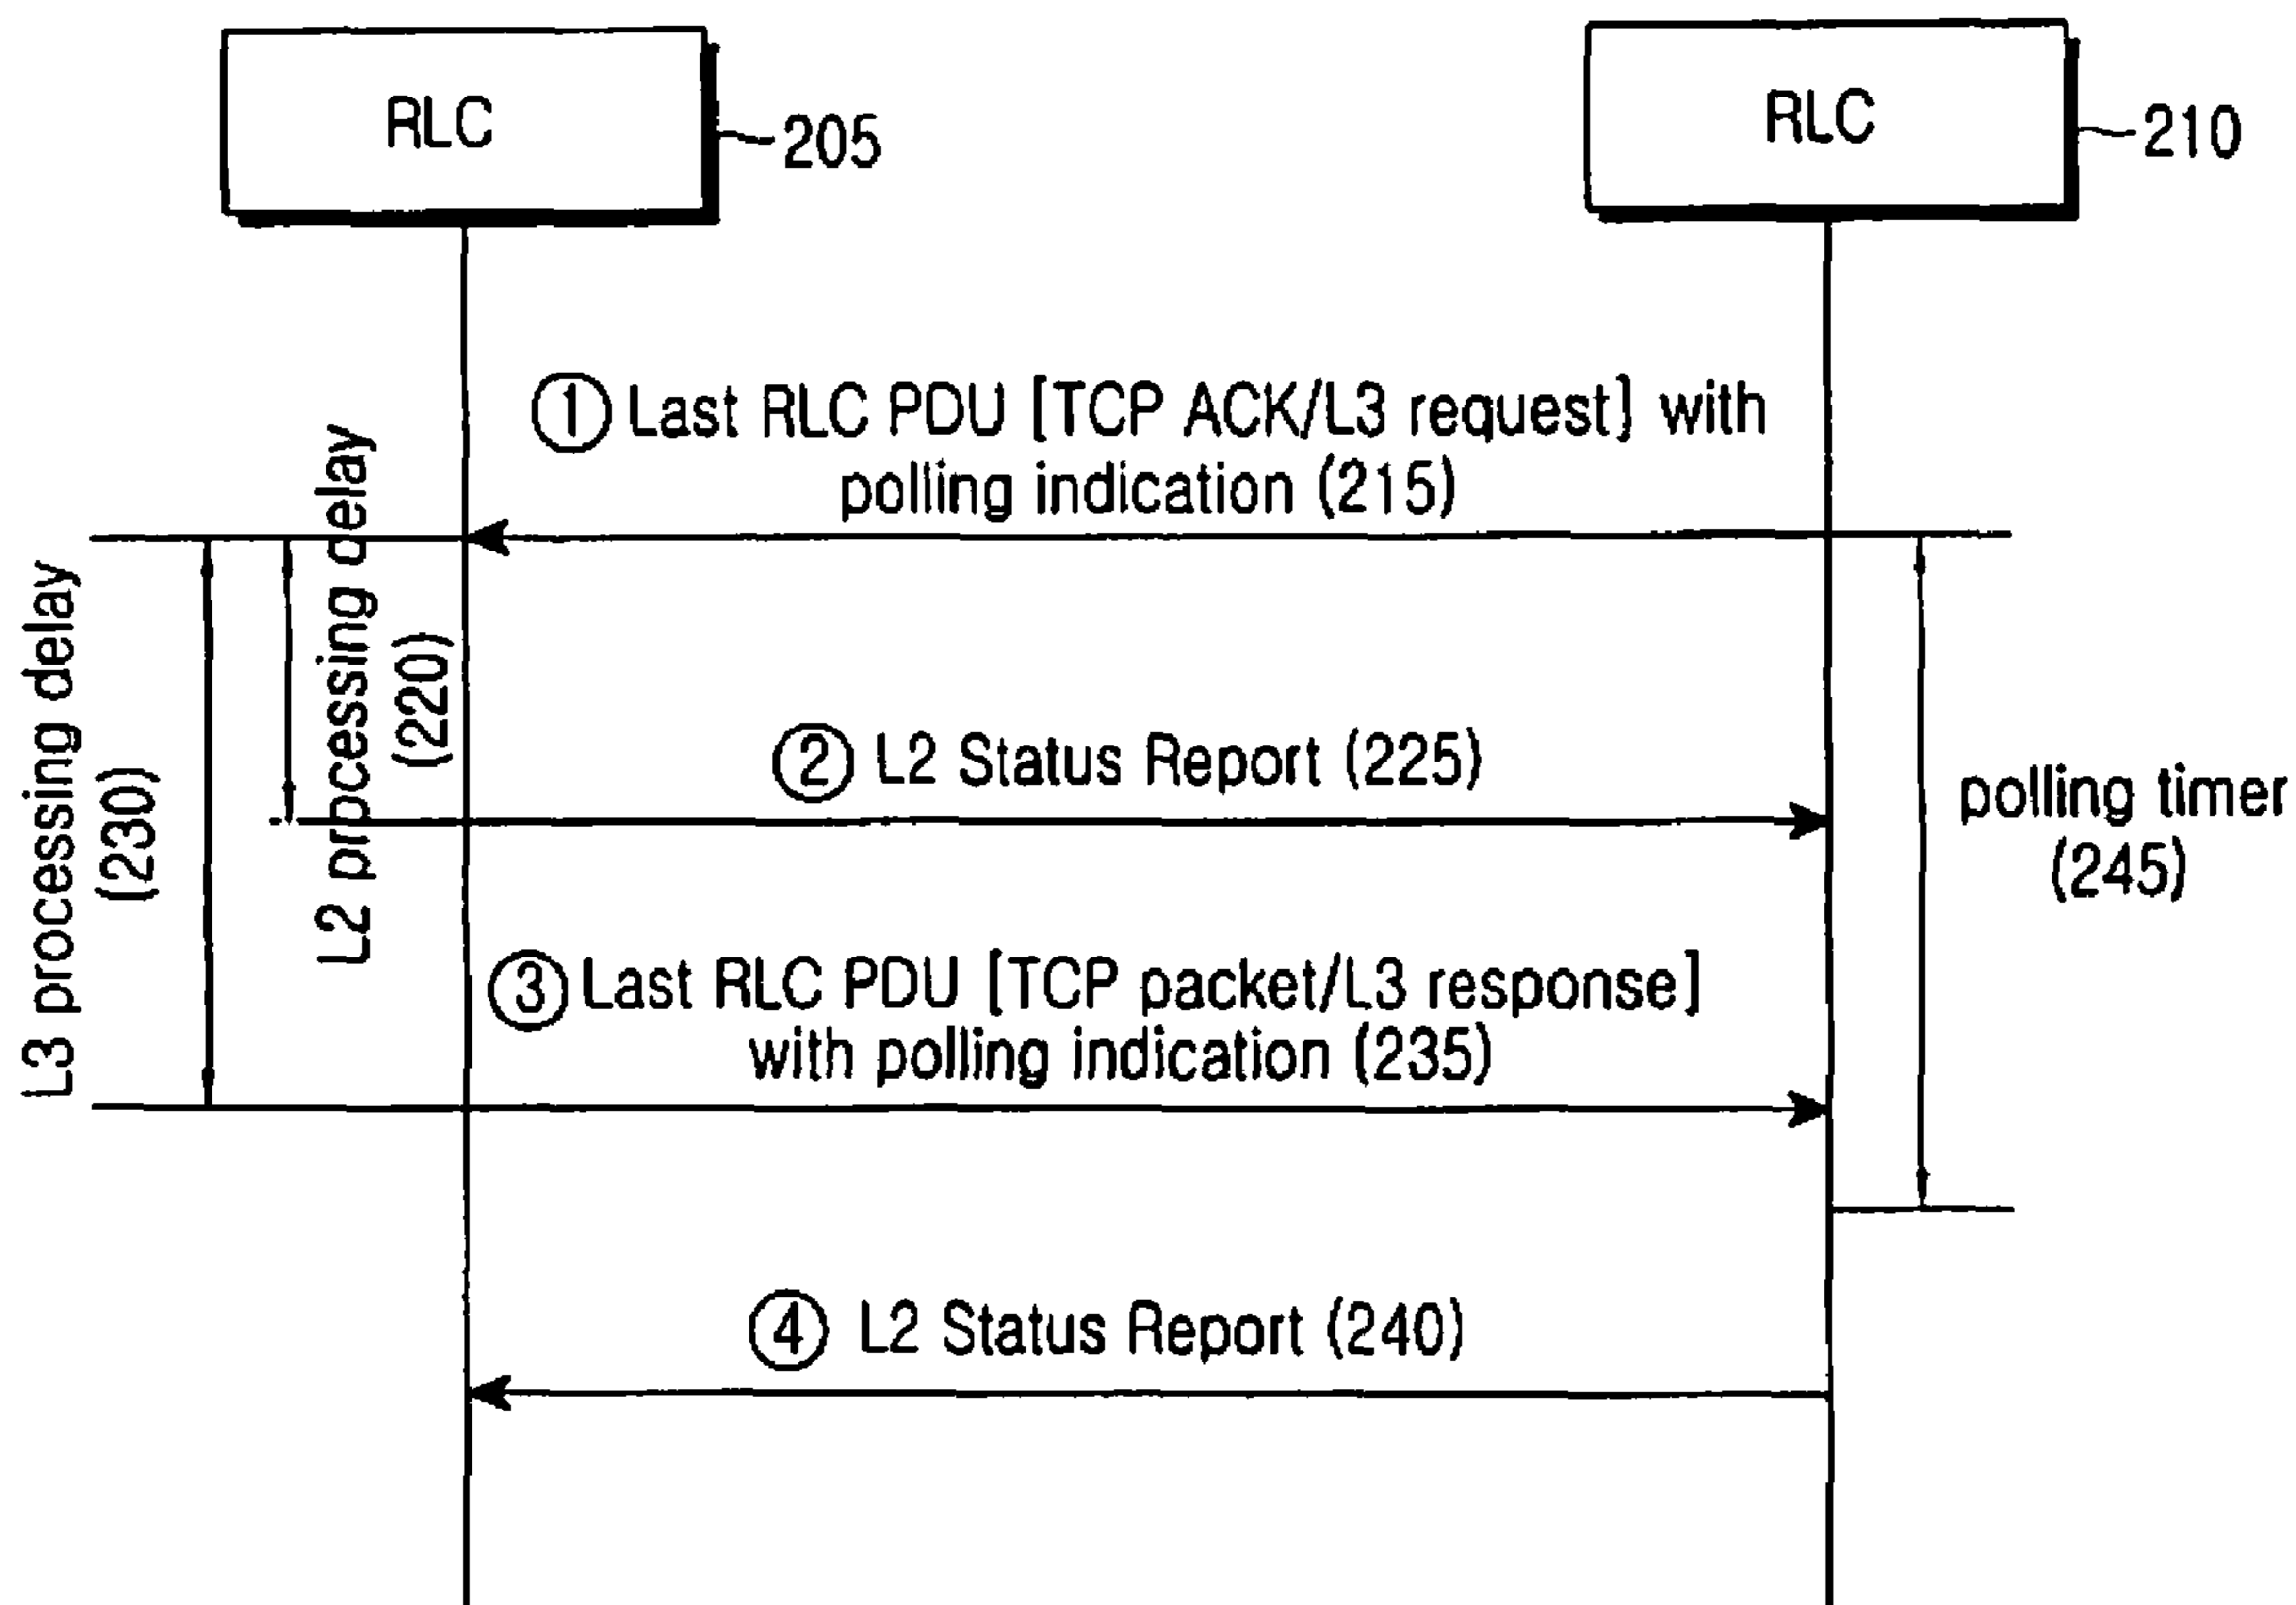 RLC
205
RLC
210
① Last RLC PDU [TCP ACK/L3 request] with
polling indication (215)
L3 processing delay
(230)
L2 processing delay
(220)
② L2 Status Report (225)
polling timer
(245)
③ Last RLC PDU [TCP packet/L3 response]
with polling indication (235)
④ L2 Status Report (240)